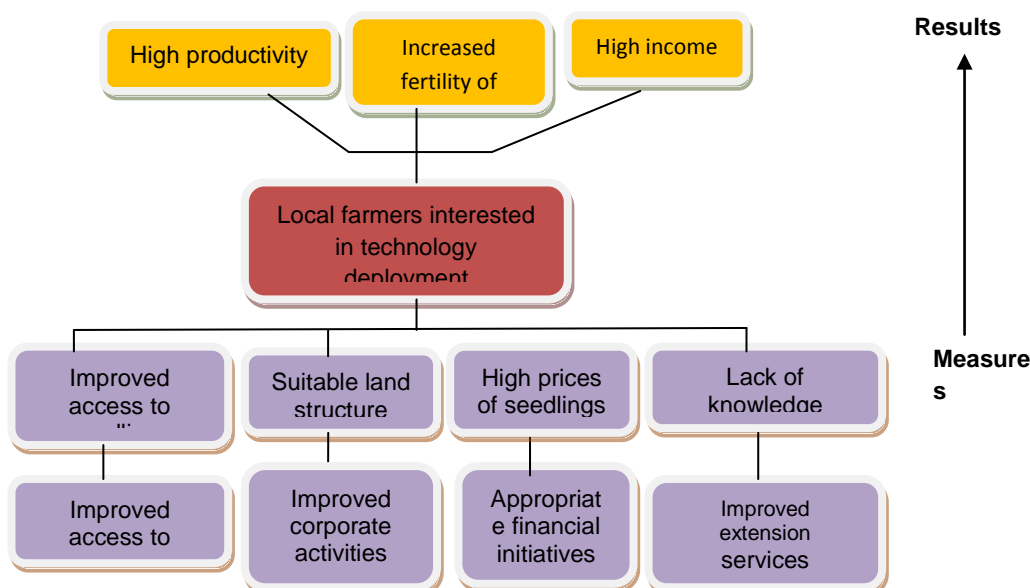 High productivity
Increased
fertility of
High income
Results
Local farmers interested
in technology
deployment
Measure
s
Improved
access to
Suitable land
structure
High prices
of seedlings
Lack of
knowledge
Improved
access to
Improved
corporate
activities
Appropriat
e financial
initiatives
Improved
extension
services